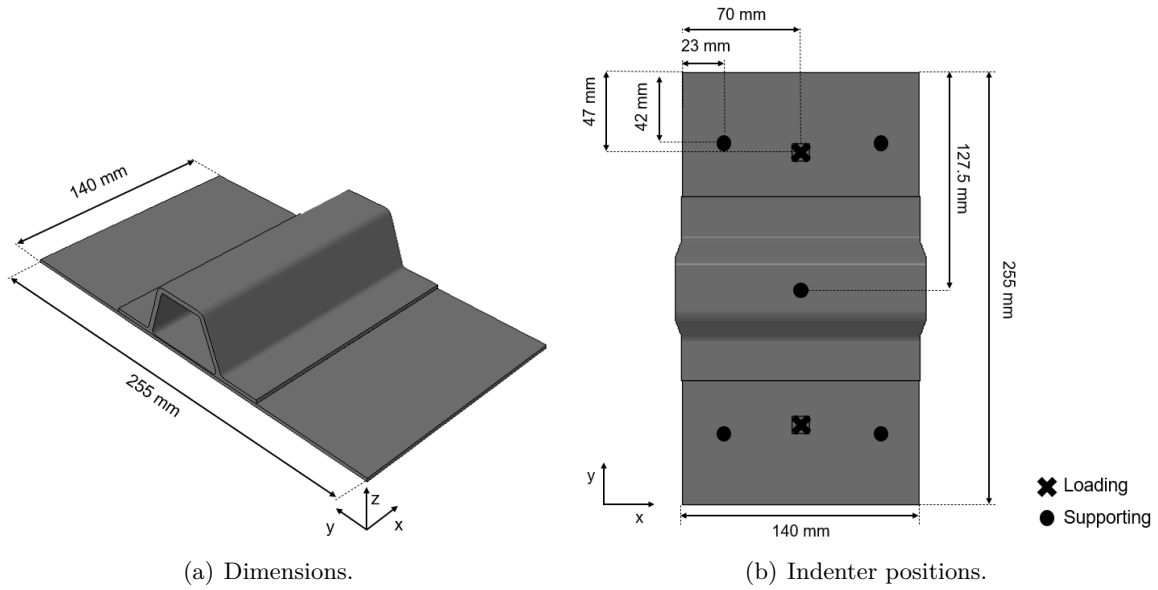 140 mm
255 mm
z
y
x
(a) Dimensions.
70 mm
23 mm
47 mm
42 mm
127.5 mm
255 mm
y
x
140 mm
Loading
Supporting
(b) Indenter positions.